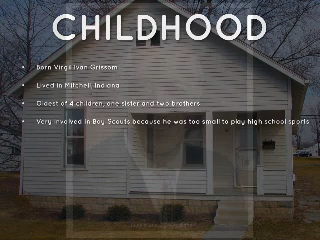 CHILDHOOD
• Born Virgil Ivan Grissom
• Lived in Mitchell, Indiana
• Oldest of 4 children, one sister and two brothers
• Very involved in Boy Scouts because he was too small to play high school sports